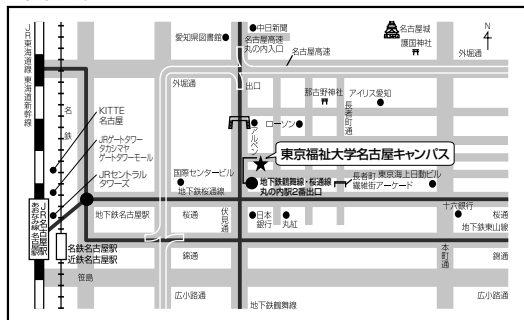 JR東海道線
東海道新幹線
愛知県図書館
中日新聞
名古屋高速
丸の内入口
名古屋高速
名古屋城
護国神社
N
4
外堀通
外堀通
出口
名鉄
KITTE
名古屋
JRゲートタワー
タカシマヤ
ゲートタワーモール
JRセントラル
タワーズ
アルペン
ローソン
那古野神社
長者町通
アイリス愛知
東京福祉大学名古屋キャンパス
国際センタービル
地下鉄桜通線
地下鉄鶴舞線・桜通線
丸の内駅2番出口
長者町
繊維街アーケード
東京海上日動ビル
JR名古屋駅
あおなみ線名古屋駅
地下鉄名古屋駅
桜通
伏見通
日本
銀行
丸紅
十六銀行
桜通
地下鉄東山線
名鉄名古屋駅
近鉄名古屋駅
錦通
本町通
錦通
笹島
広小路通
地下鉄鶴舞線
広小路通